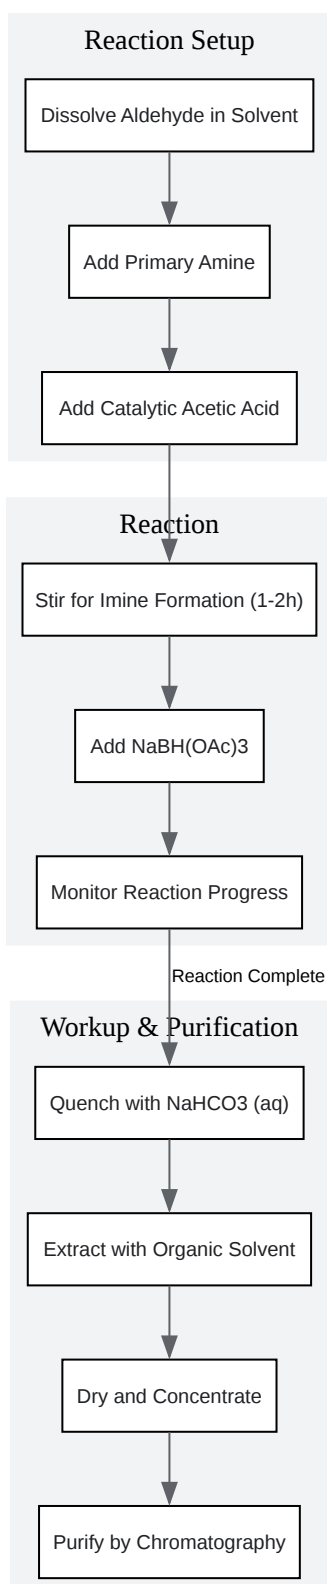 Reaction Setup
Dissolve Aldehyde in Solvent
Add Primary Amine
Add Catalytic Acetic Acid
Reaction
Stir for Imine Formation (1-2h)
Add NaBH(OAc)3
Monitor Reaction Progress
Reaction Complete
Workup & Purification
Quench with NaHCO3 (aq)
Extract with Organic Solvent
Dry and Concentrate
Purify by Chromatography